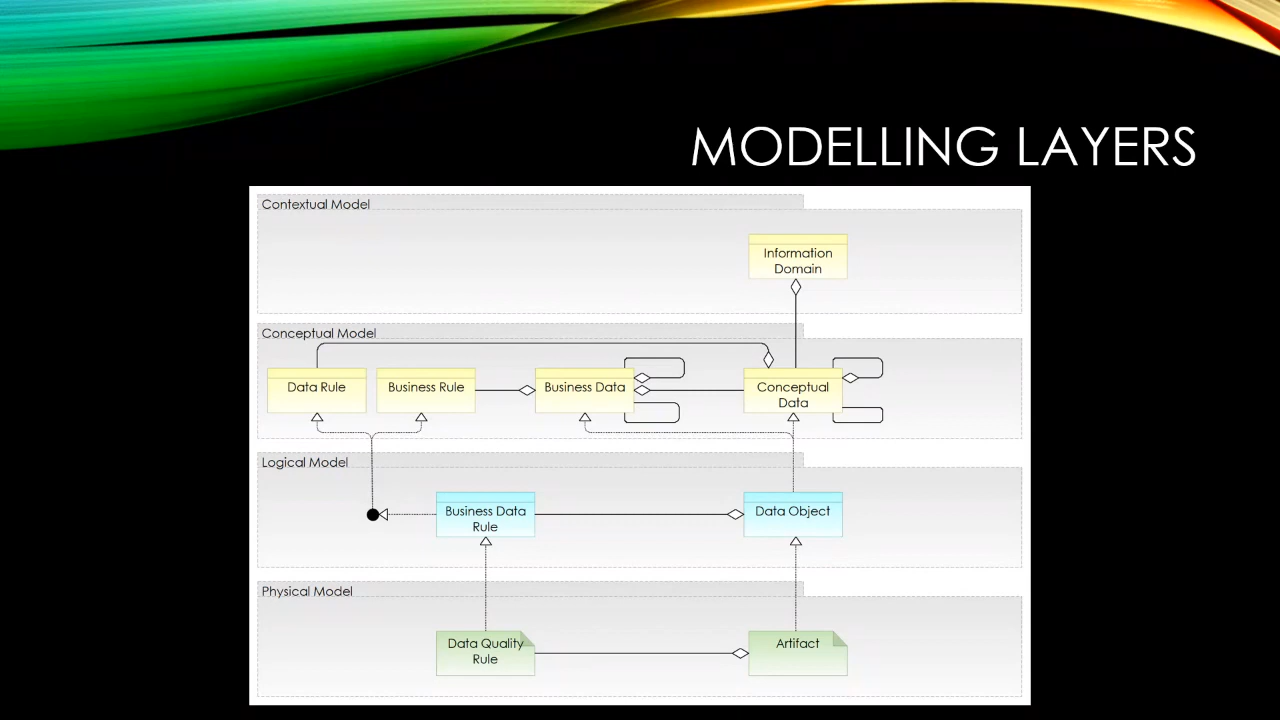 MODELLING LAYERS
Contextual Model
Information
Domain
Conceptual Model
Data Rule
Business Rule
Business Data
Conceptual
Data
Logical Model
Business Data
Rule
Data Object
Physical Model
Data Quality
Rule
Artifact